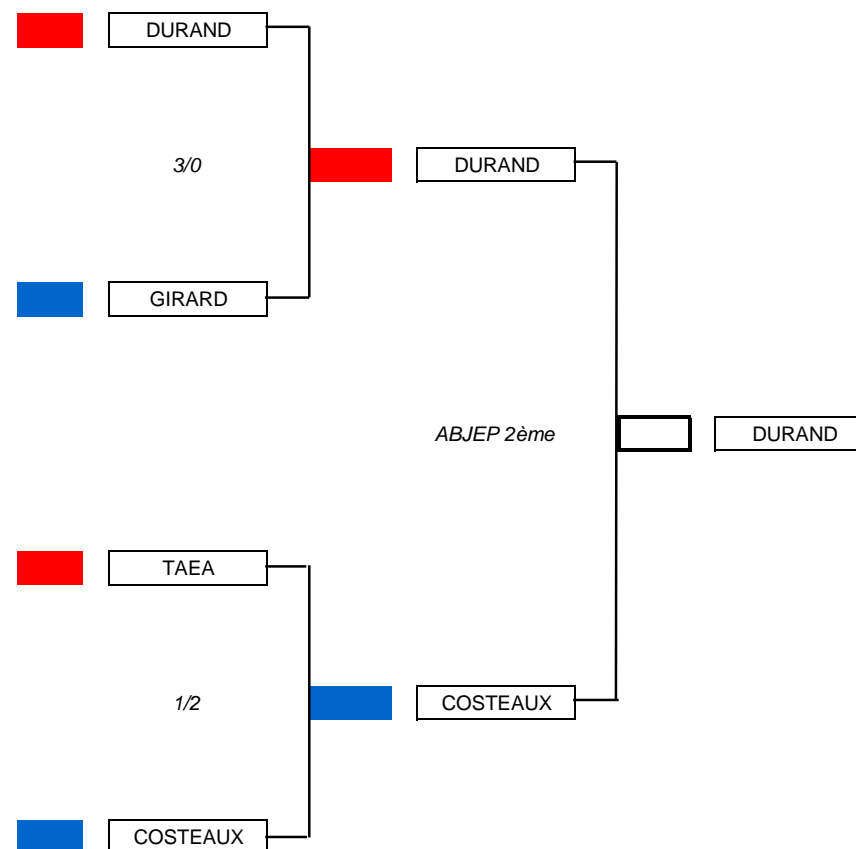 DURAND
3/0
DURAND
GIRARD
ABJEP 2ème
DURAND
TAEA
1/2
COSTEAUX
COSTEAUX